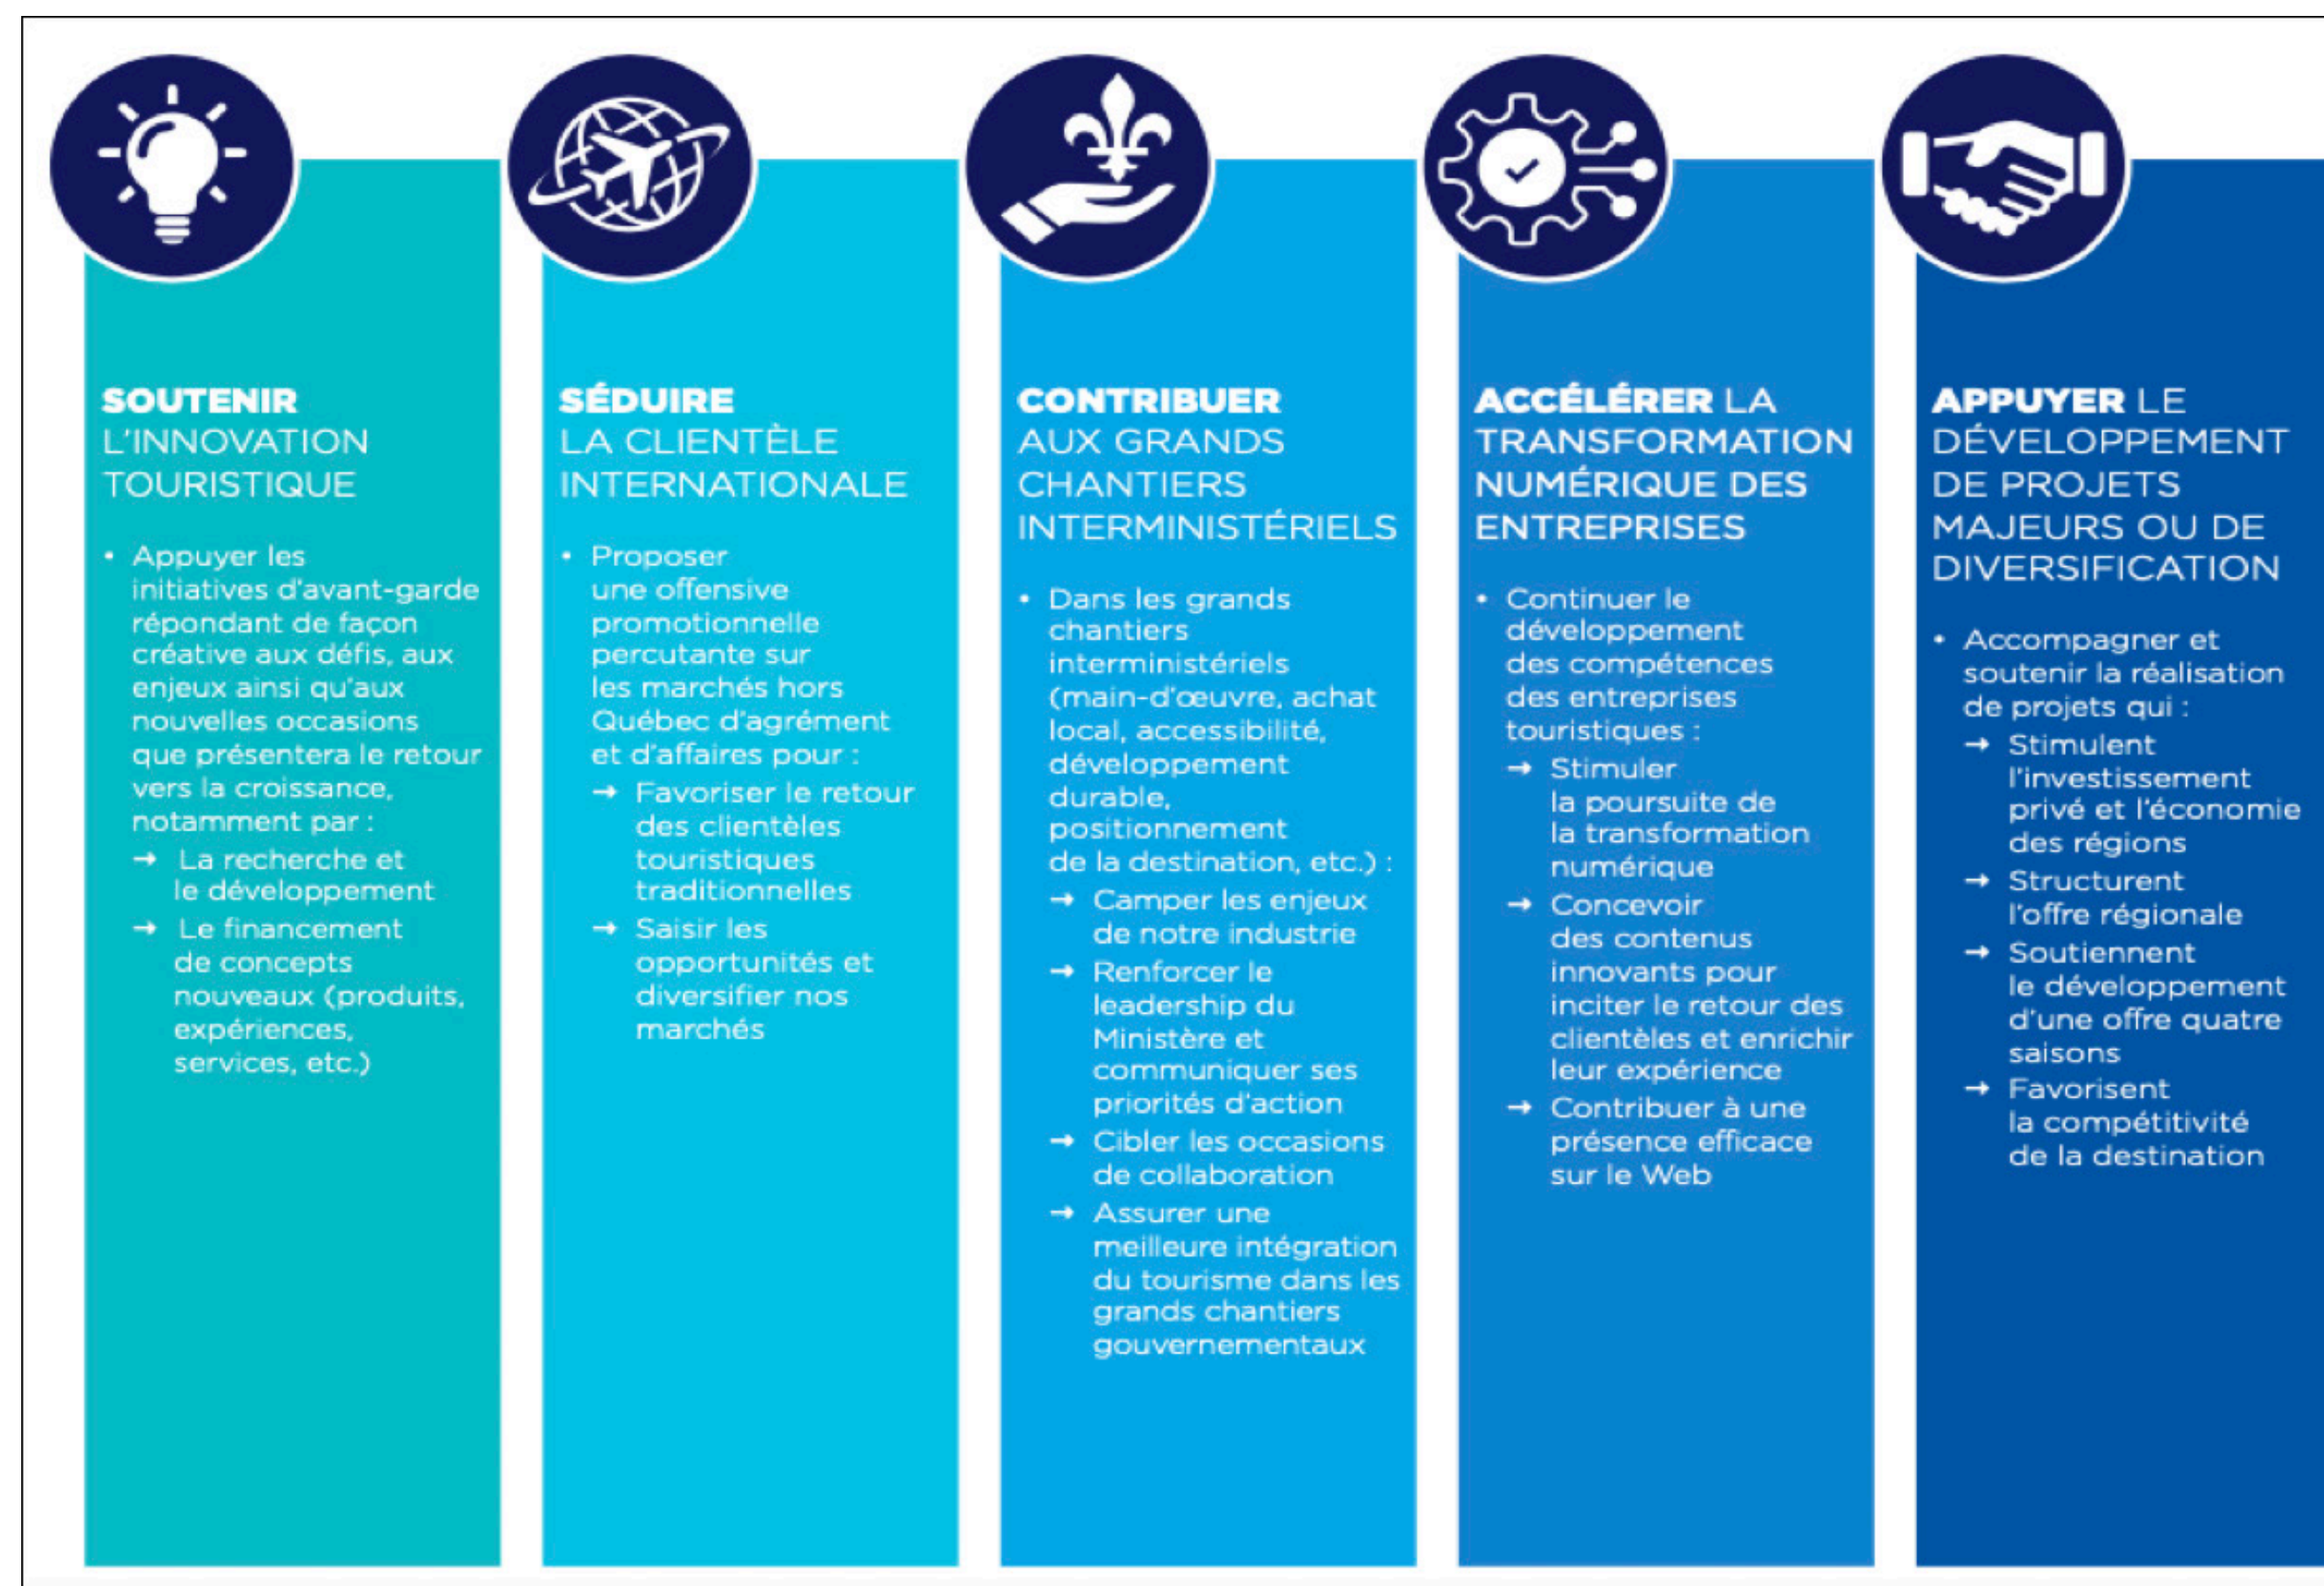 SOUTENIR
L'INNOVATION
TOURISTIQUE
• Appuyer les
initiatives d'avant-garde
répondant de façon
créative aux défis, aux
enjeux ainsi qu'aux
nouvelles occasions
que présentera le retour
vers la croissance,
notamment par :
→ La recherche et
le développement
→ Le financement
de concepts
nouveaux (produits,
expériences,
services, etc.)
SÉDUIRE
LA CLIENTÈLE
INTERNATIONALE
• Proposer
une offensive
promotionnelle
percutante sur
les marchés hors
Québec d'agrément
et d'affaires pour :
→ Favoriser le retour
des clientèles
touristiques
traditionnelles
→ Saisir les
opportunités et
diversifier nos
marchés
CONTRIBUER
AUX GRANDS
CHANTIERS
INTERMINISTÉRIELS
• Dans les grands
chantiers
interministériels
(main-d'œuvre, achat
local, accessibilité,
développement
durable,
positionnement
de la destination, etc.) :
→ Camper les enjeux
de notre industrie
→ Renforcer le
leadership du
Ministère et
communiquer ses
priorités d'action
→ Cibler les occasions
de collaboration
→ Assurer une
meilleure intégration
du tourisme dans les
grands chantiers
gouvernementaux
ACCÉLÉRER LA
TRANSFORMATION
NUMÉRIQUE DES
ENTREPRISES
• Continuer le
développement
des compétences
des entreprises
touristiques :
→ Stimuler
la poursuite de
la transformation
numérique
→ Concevoir
des contenus
innovants pour
inciter le retour des
clientèles et enrichir
leur expérience
→ Contribuer à une
présence efficace
sur le Web
APPUYER LE
DÉVELOPPEMENT
DE PROJETS
MAJEURS OU DE
DIVERSIFICATION
• Accompagner et
soutenir la réalisation
de projets qui :
→ Stimulent
l'investissement
privé et l'économie
des régions
→ Structurent
l'offre régionale
→ Soutiennent
le développement
d'une offre quatre
saisons
→ Favorisent
la compétitivité
de la destination